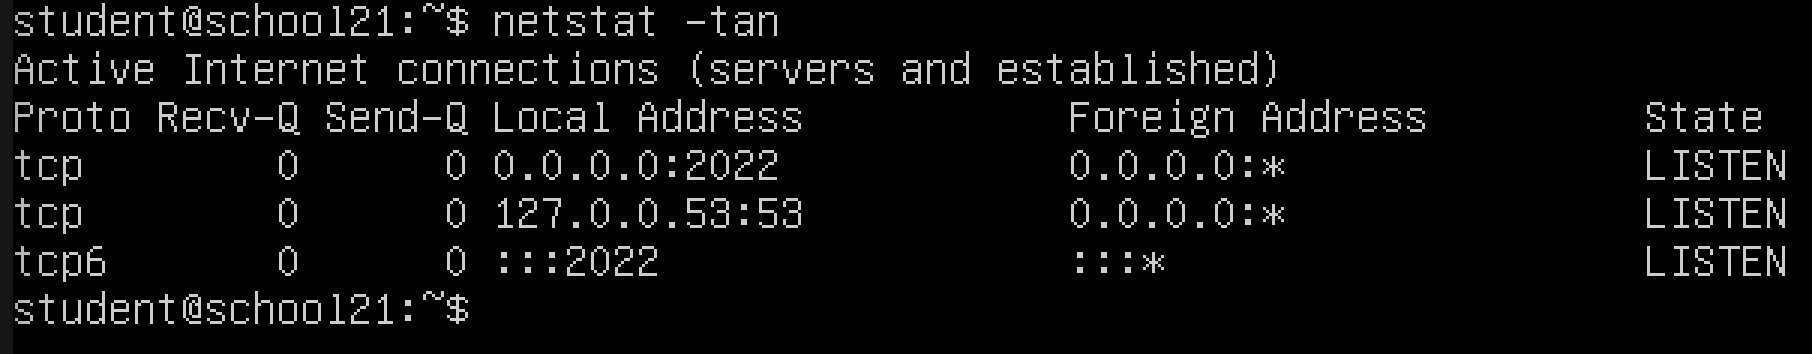 student@school21:~$ netstat -tan
Active Internet connections (servers and established)
Proto Recv-Q Send-Q Local Address           Foreign Address         State
tcp        0      0 0.0.0.0:2022            0.0.0.0:*               LISTEN
tcp        0      0 127.0.0.53:53           0.0.0.0:*               LISTEN
tcp6       0      0 :::2022                 :::*                    LISTEN
student@school21:~$